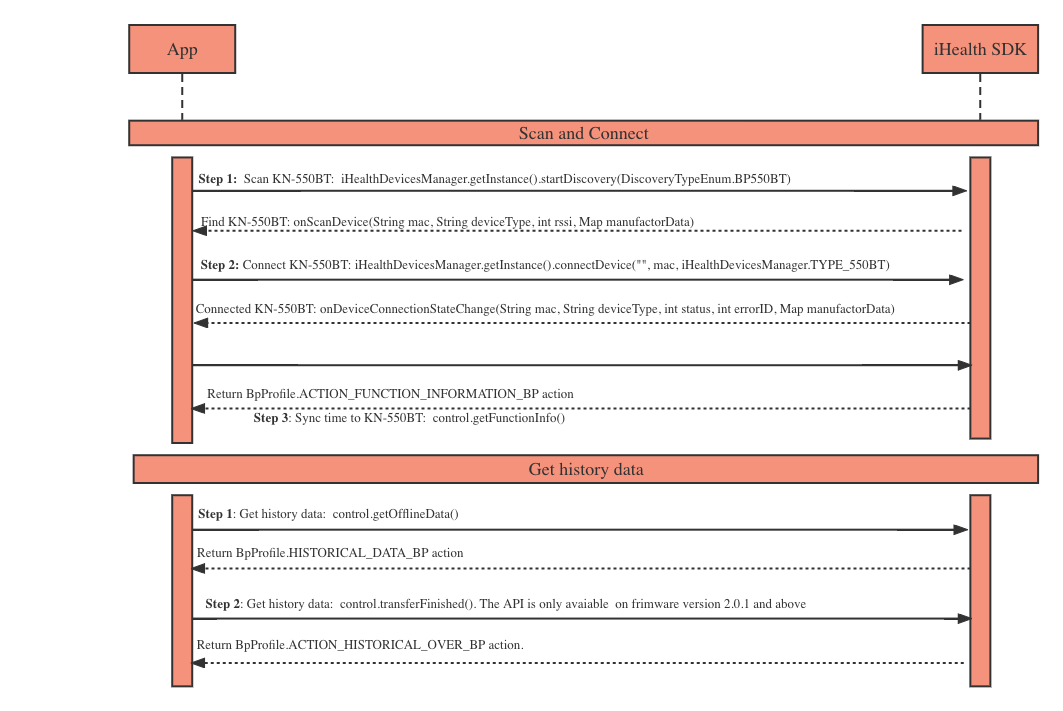 App
iHealth SDK
Scan and Connect
Step 1:  Scan KN-550BT:  iHealthDevicesManager.getInstance().startDiscovery(DiscoveryTypeEnum.BP550BT)
Find KN-550BT: onScanDevice(String mac, String deviceType, int rssi, Map manufactorData)
Step 2: Connect KN-550BT: iHealthDevicesManager.getInstance().connectDevice("", mac, iHealthDevicesManager.TYPE_550BT)
Connected KN-550BT: onDeviceConnectionStateChange(String mac, String deviceType, int status, int errorID, Map manufactorData)
Return BpProfile.ACTION_FUNCTION_INFORMATION_BP action
Step 3: Sync time to KN-550BT:  control.getFunctionInfo()
Get history data
Step 1: Get history data:  control.getOfflineData()
Return BpProfile.HISTORICAL_DATA_BP action
Step 2: Get history data:  control.transferFinished(). The API is only avaiable  on frimware version 2.0.1 and above
Return BpProfile.ACTION_HISTORICAL_OVER_BP action.